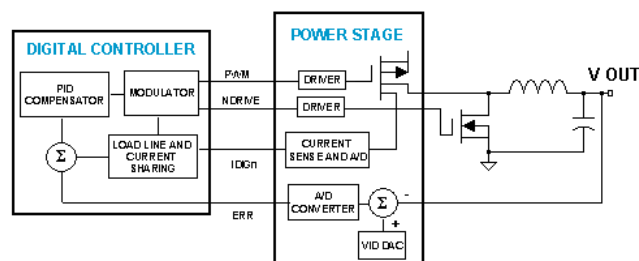 DIGITAL CONTROLLER
POWER STAGE
PID
COMPENSATOR
MODULATOR
LOAD LINE AND
CURRENT
SHARING
Σ
PWM
NDRIVE
IDIGn
ERR
DRIVER
DRIVER
CURRENT
SENSE AND A/D
A/D
CONVERTER
Σ
-
+
VID DAC
V OUT